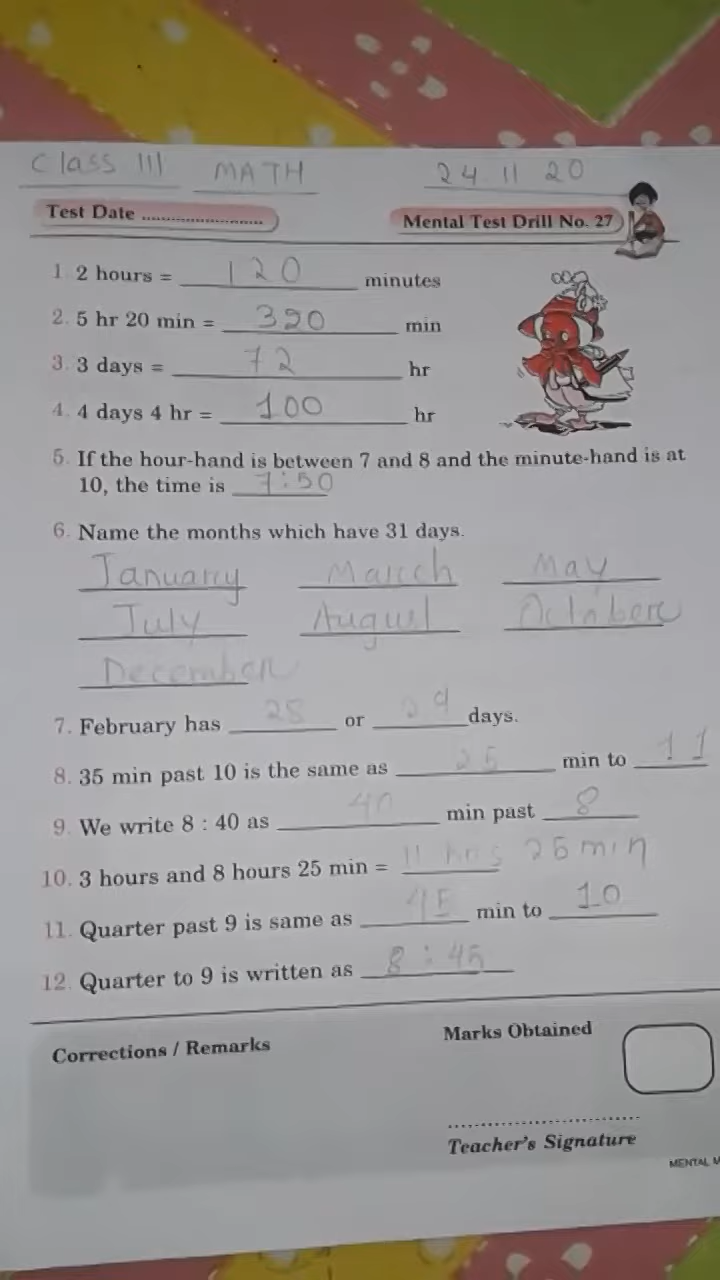 Class III MATH 24 11 20
Test Date ........................ Mental Test Drill No. 27
1. 2 hours = 120 minutes
2. 5 hr 20 min = 320 min
3. 3 days = 72 hr
4. 4 days 4 hr = 100 hr
5. If the hour-hand is between 7 and 8 and the minute-hand is at
10, the time is 7:50
6. Name the months which have 31 days.
January March May
July August October
December
7. February has 28 or 29 days.
8. 35 min past 10 is the same as 25 min to 11
9. We write 8 : 40 as 40 min past 8
10. 3 hours and 8 hours 25 min = 11 hrs 25 min
11. Quarter past 9 is same as 45 min to 10
12. Quarter to 9 is written as 8 : 45
Corrections / Remarks Marks Obtained
Teacher's Signature
MENTAL